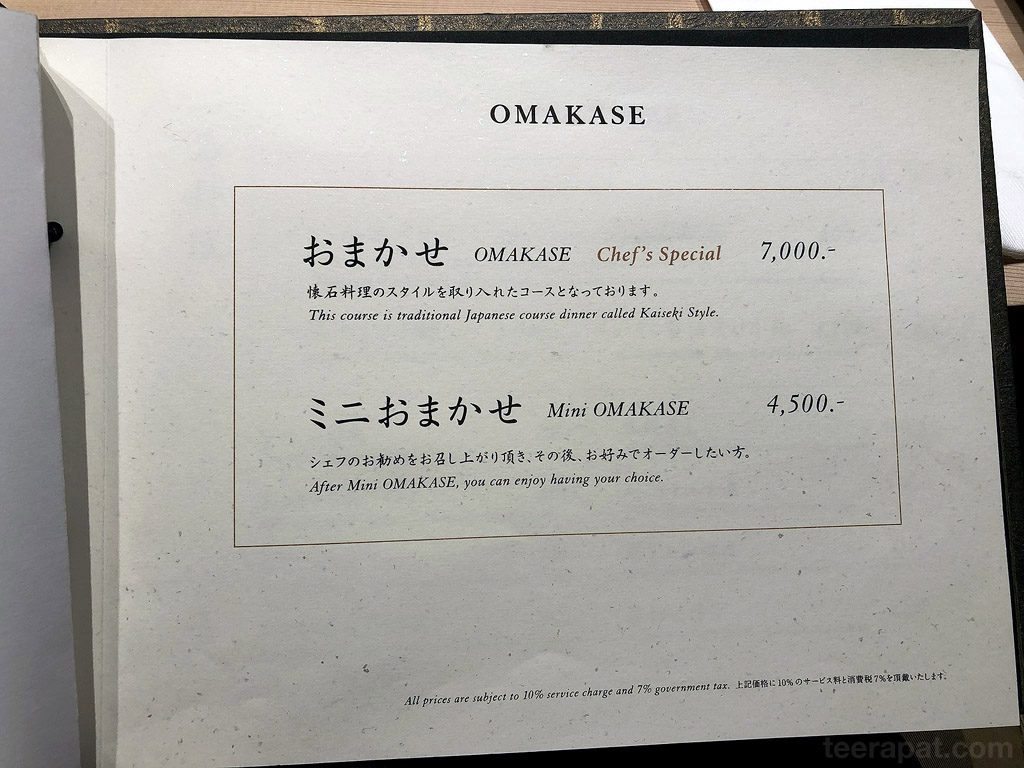 OMAKASE
おまかせ OMAKASE Chef's Special 7,000.-
懐石料理のスタイルを取り入れたコースとなっております。
This course is traditional Japanese course dinner called Kaiseki Style.
ミニおまかせ Mini OMAKASE 4,500.-
シェフのお勧めをお召し上がり頂き、その後、お好みでオーダーしたい方。
After Mini OMAKASE, you can enjoy having your choice.
All prices are subject to 10% service charge and 7% government tax. 上記価格に10%のサービス料と消費税7%を頂戴いたします。
teerapat.com